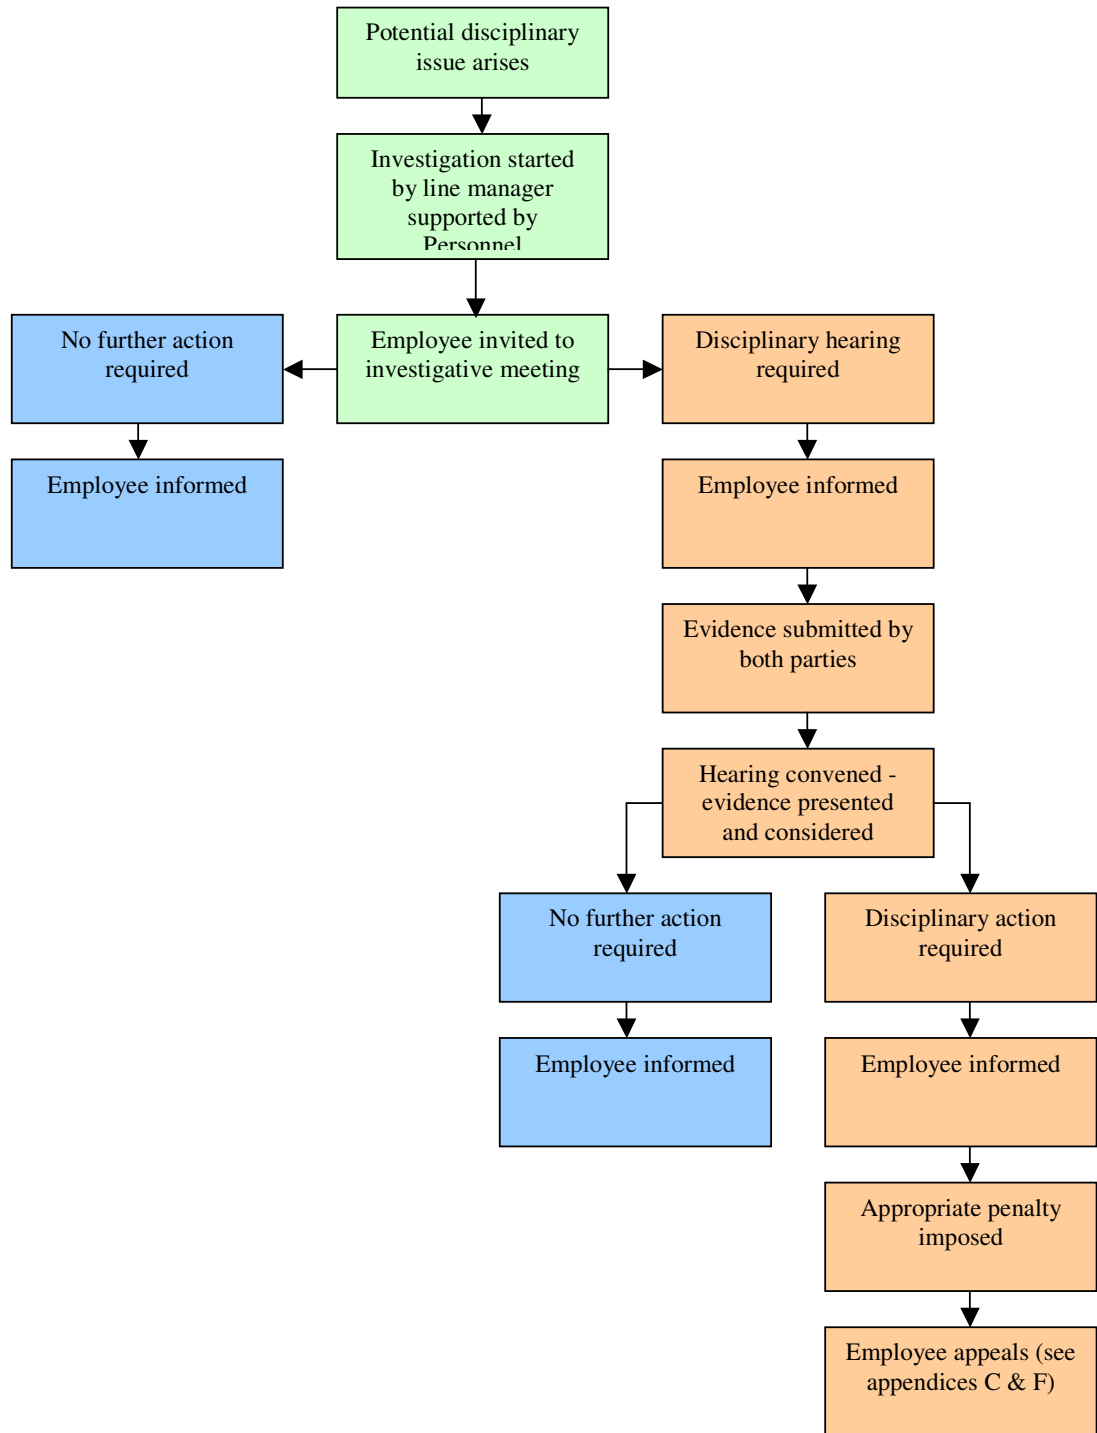 Potential disciplinary
issue arises
Investigation started
by line manager
supported by
Personnel
No further action
required
Employee invited to
investigative meeting
Disciplinary hearing
required
Employee informed
Employee informed
Evidence submitted by
both parties
Hearing convened -
evidence presented
and considered
No further action
required
Disciplinary action
required
Employee informed
Employee informed
Appropriate penalty
imposed
Employee appeals (see
appendices C & F)